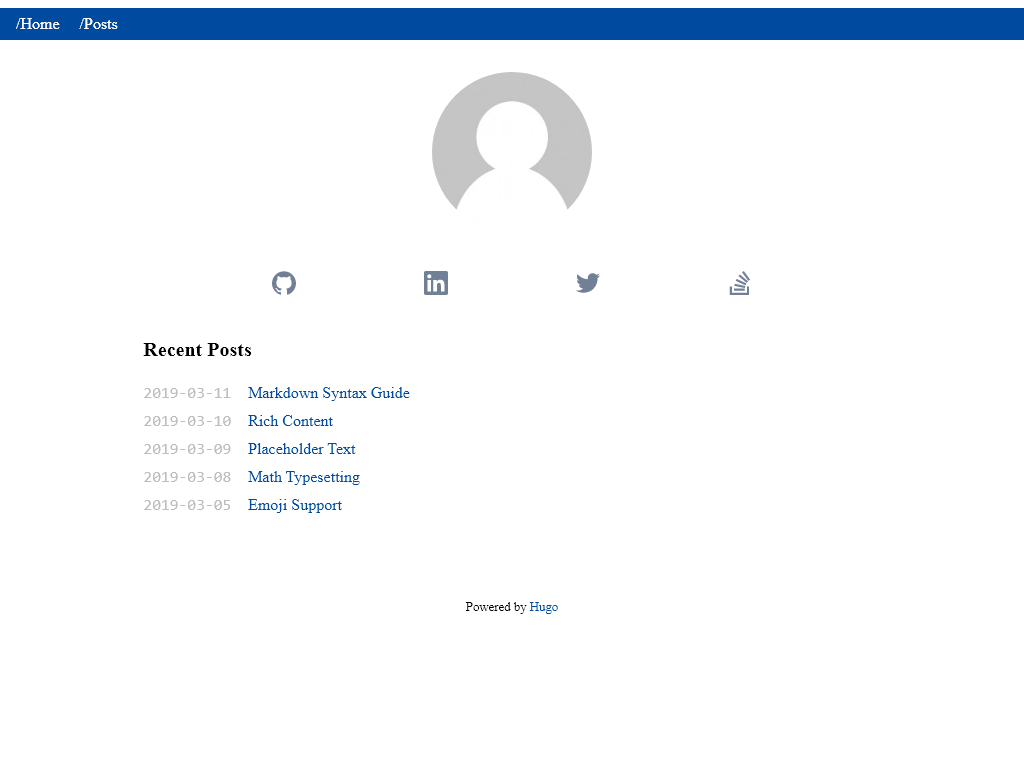 /Home /Posts
Recent Posts
2019-03-11 Markdown Syntax Guide
2019-03-10 Rich Content
2019-03-09 Placeholder Text
2019-03-08 Math Typesetting
2019-03-05 Emoji Support
Powered by Hugo